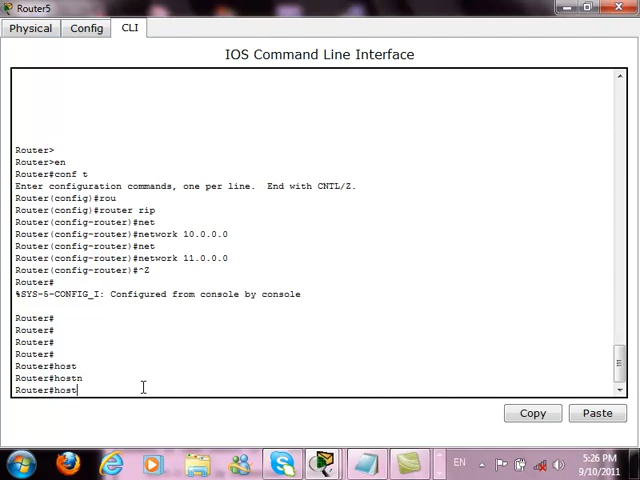 Router5
Physical Config CLI
IOS Command Line Interface
Router>
Router>en
Router#conf t
Enter configuration commands, one per line.  End with CNTL/Z.
Router(config)#rou
Router(config)#router rip
Router(config-router)#net
Router(config-router)#network 10.0.0.0
Router(config-router)#net
Router(config-router)#network 11.0.0.0
Router(config-router)#^Z
Router#
%SYS-5-CONFIG_I: Configured from console by console
Router#
Router#
Router#
Router#
Router#host
Router#hostn
Router#host
Copy Paste
EN 5:26 PM
9/10/2011